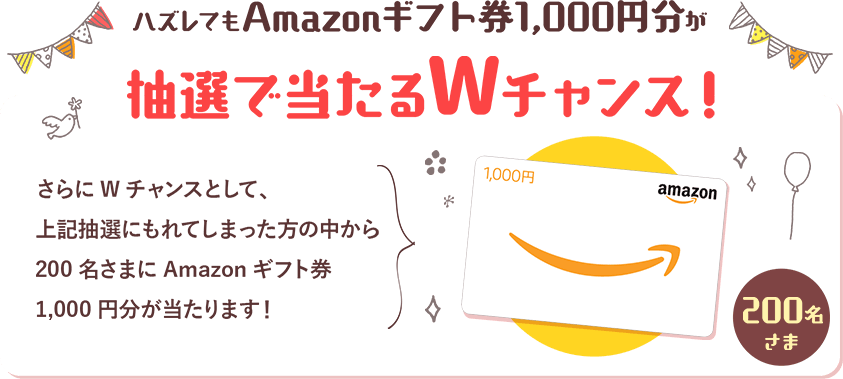 ハズレてもAmazonギフト券1,000円分が
抽選で当たるWチャンス！
さらに W チャンスとして、
上記抽選にもれてしまった方の中から
200 名さまに Amazon ギフト券
1,000 円分が当たります！
1,000円
amazon
200名
さま